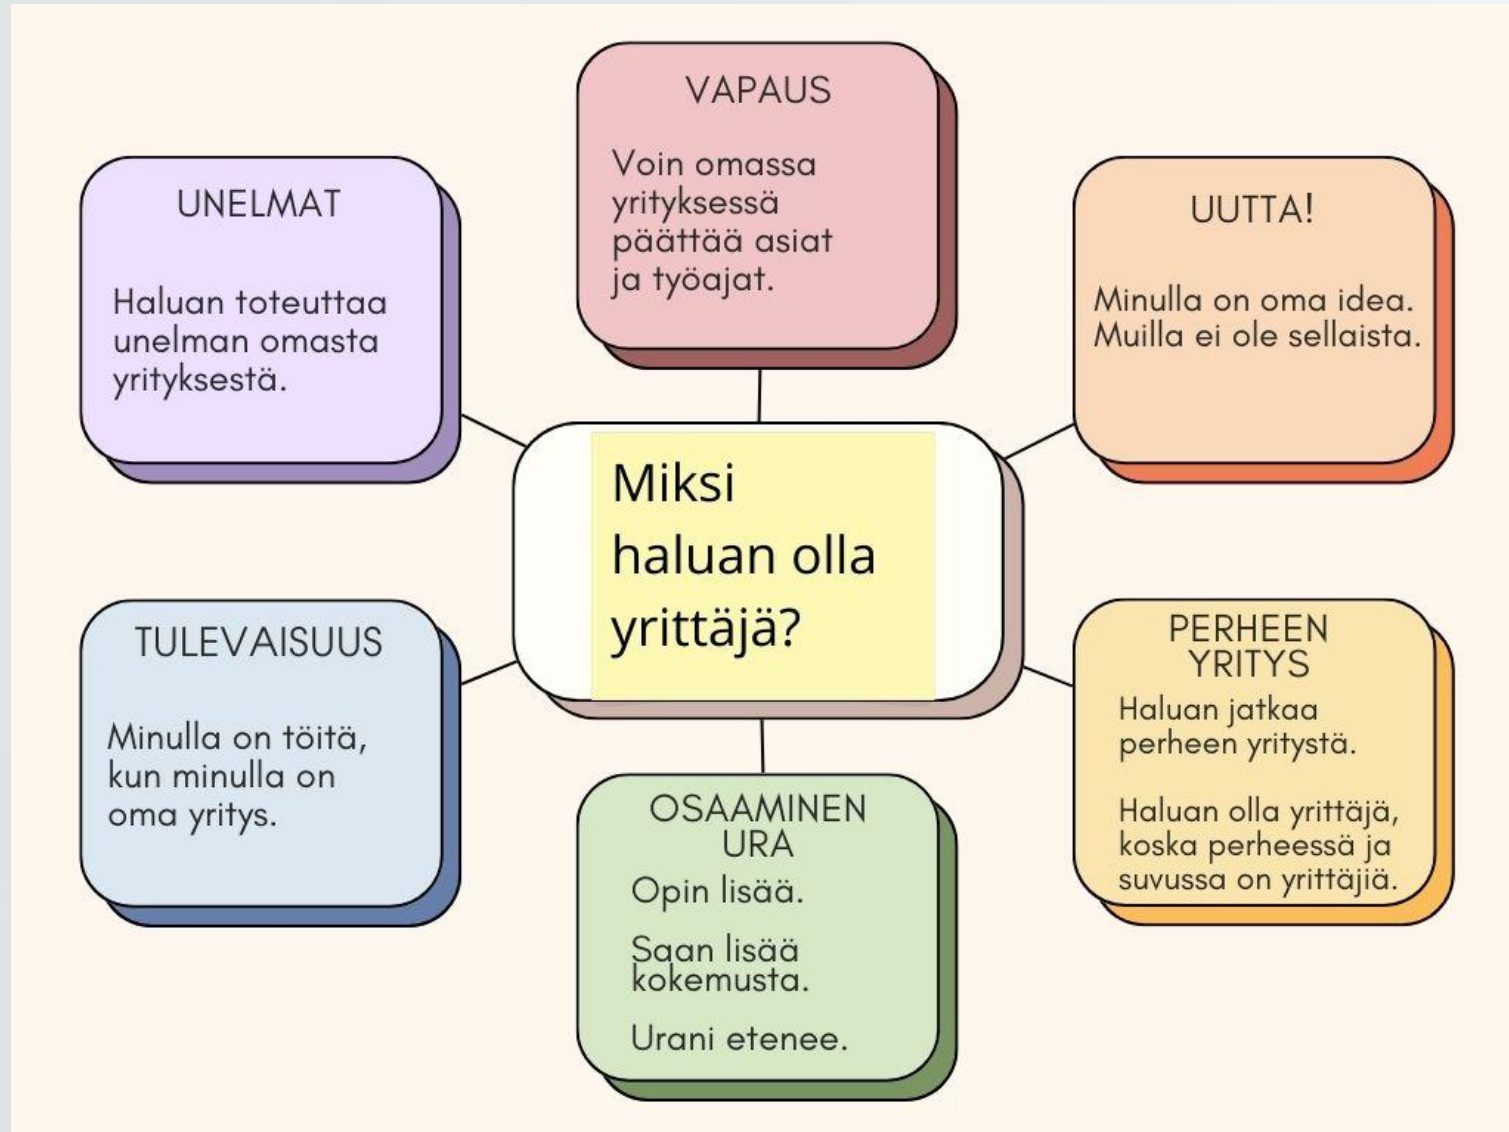 VAPAUS
Voin omassa
yrityksessä
päättää asiat
ja työajat.
UNELMAT
Haluan toteuttaa
unelman omasta
yrityksestä.
UUTTA!
Minulla on oma idea.
Muilla ei ole sellaista.
Miksi
haluan olla
yrittäjä?
TULEVAISUUS
Minulla on töitä,
kun minulla on
oma yritys.
PERHEEN
YRITYS
Haluan jatkaa
perheen yritystä.
Haluan olla yrittäjä,
koska perheessä ja
suvussa on yrittäjiä.
OSAAMINEN
URA
Opin lisää.
Saan lisää
kokemusta.
Urani etenee.